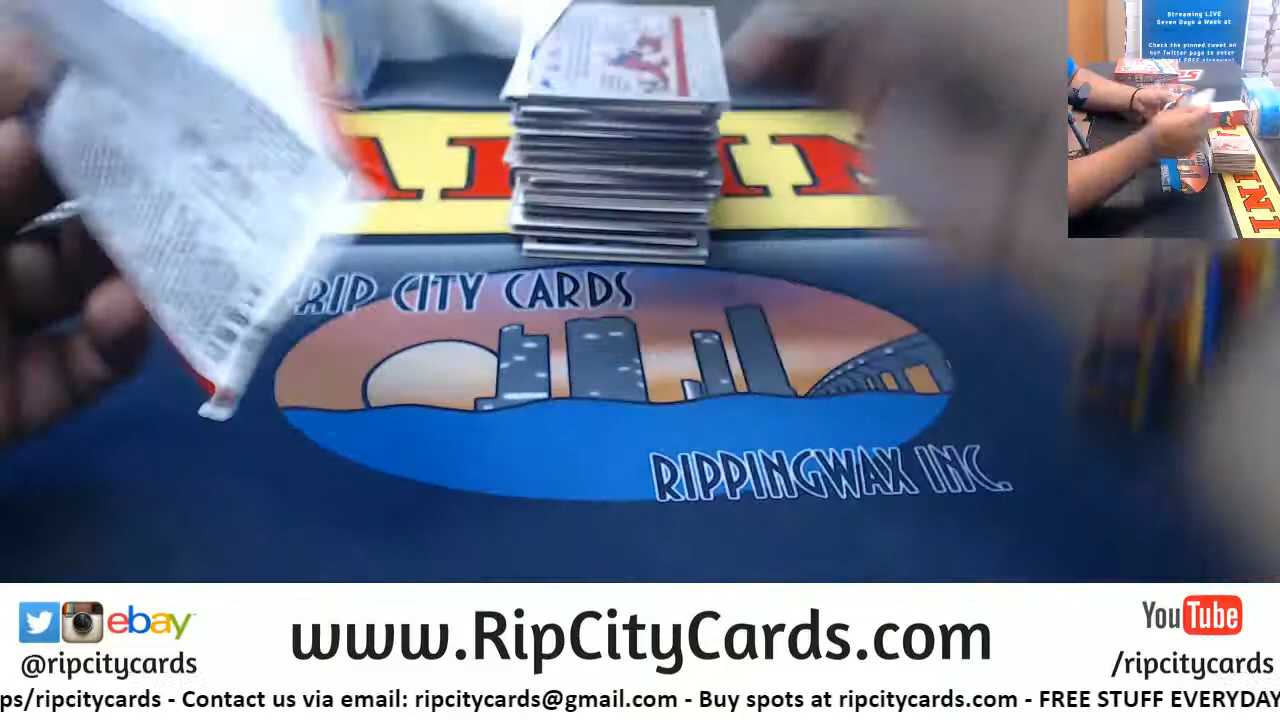 Streaming LIVE
Seven Days a Week at
Check the pinned tweet on
our Twitter page to enter
RIP CITY CARDS
RIPPINGWAX INC.
ebay
@ripcitycards
www.RipCityCards.com
YouTube
/ripcitycards
ps/ripcitycards - Contact us via email: ripcitycards@gmail.com - Buy spots at ripcitycards.com - FREE STUFF EVERYDAY